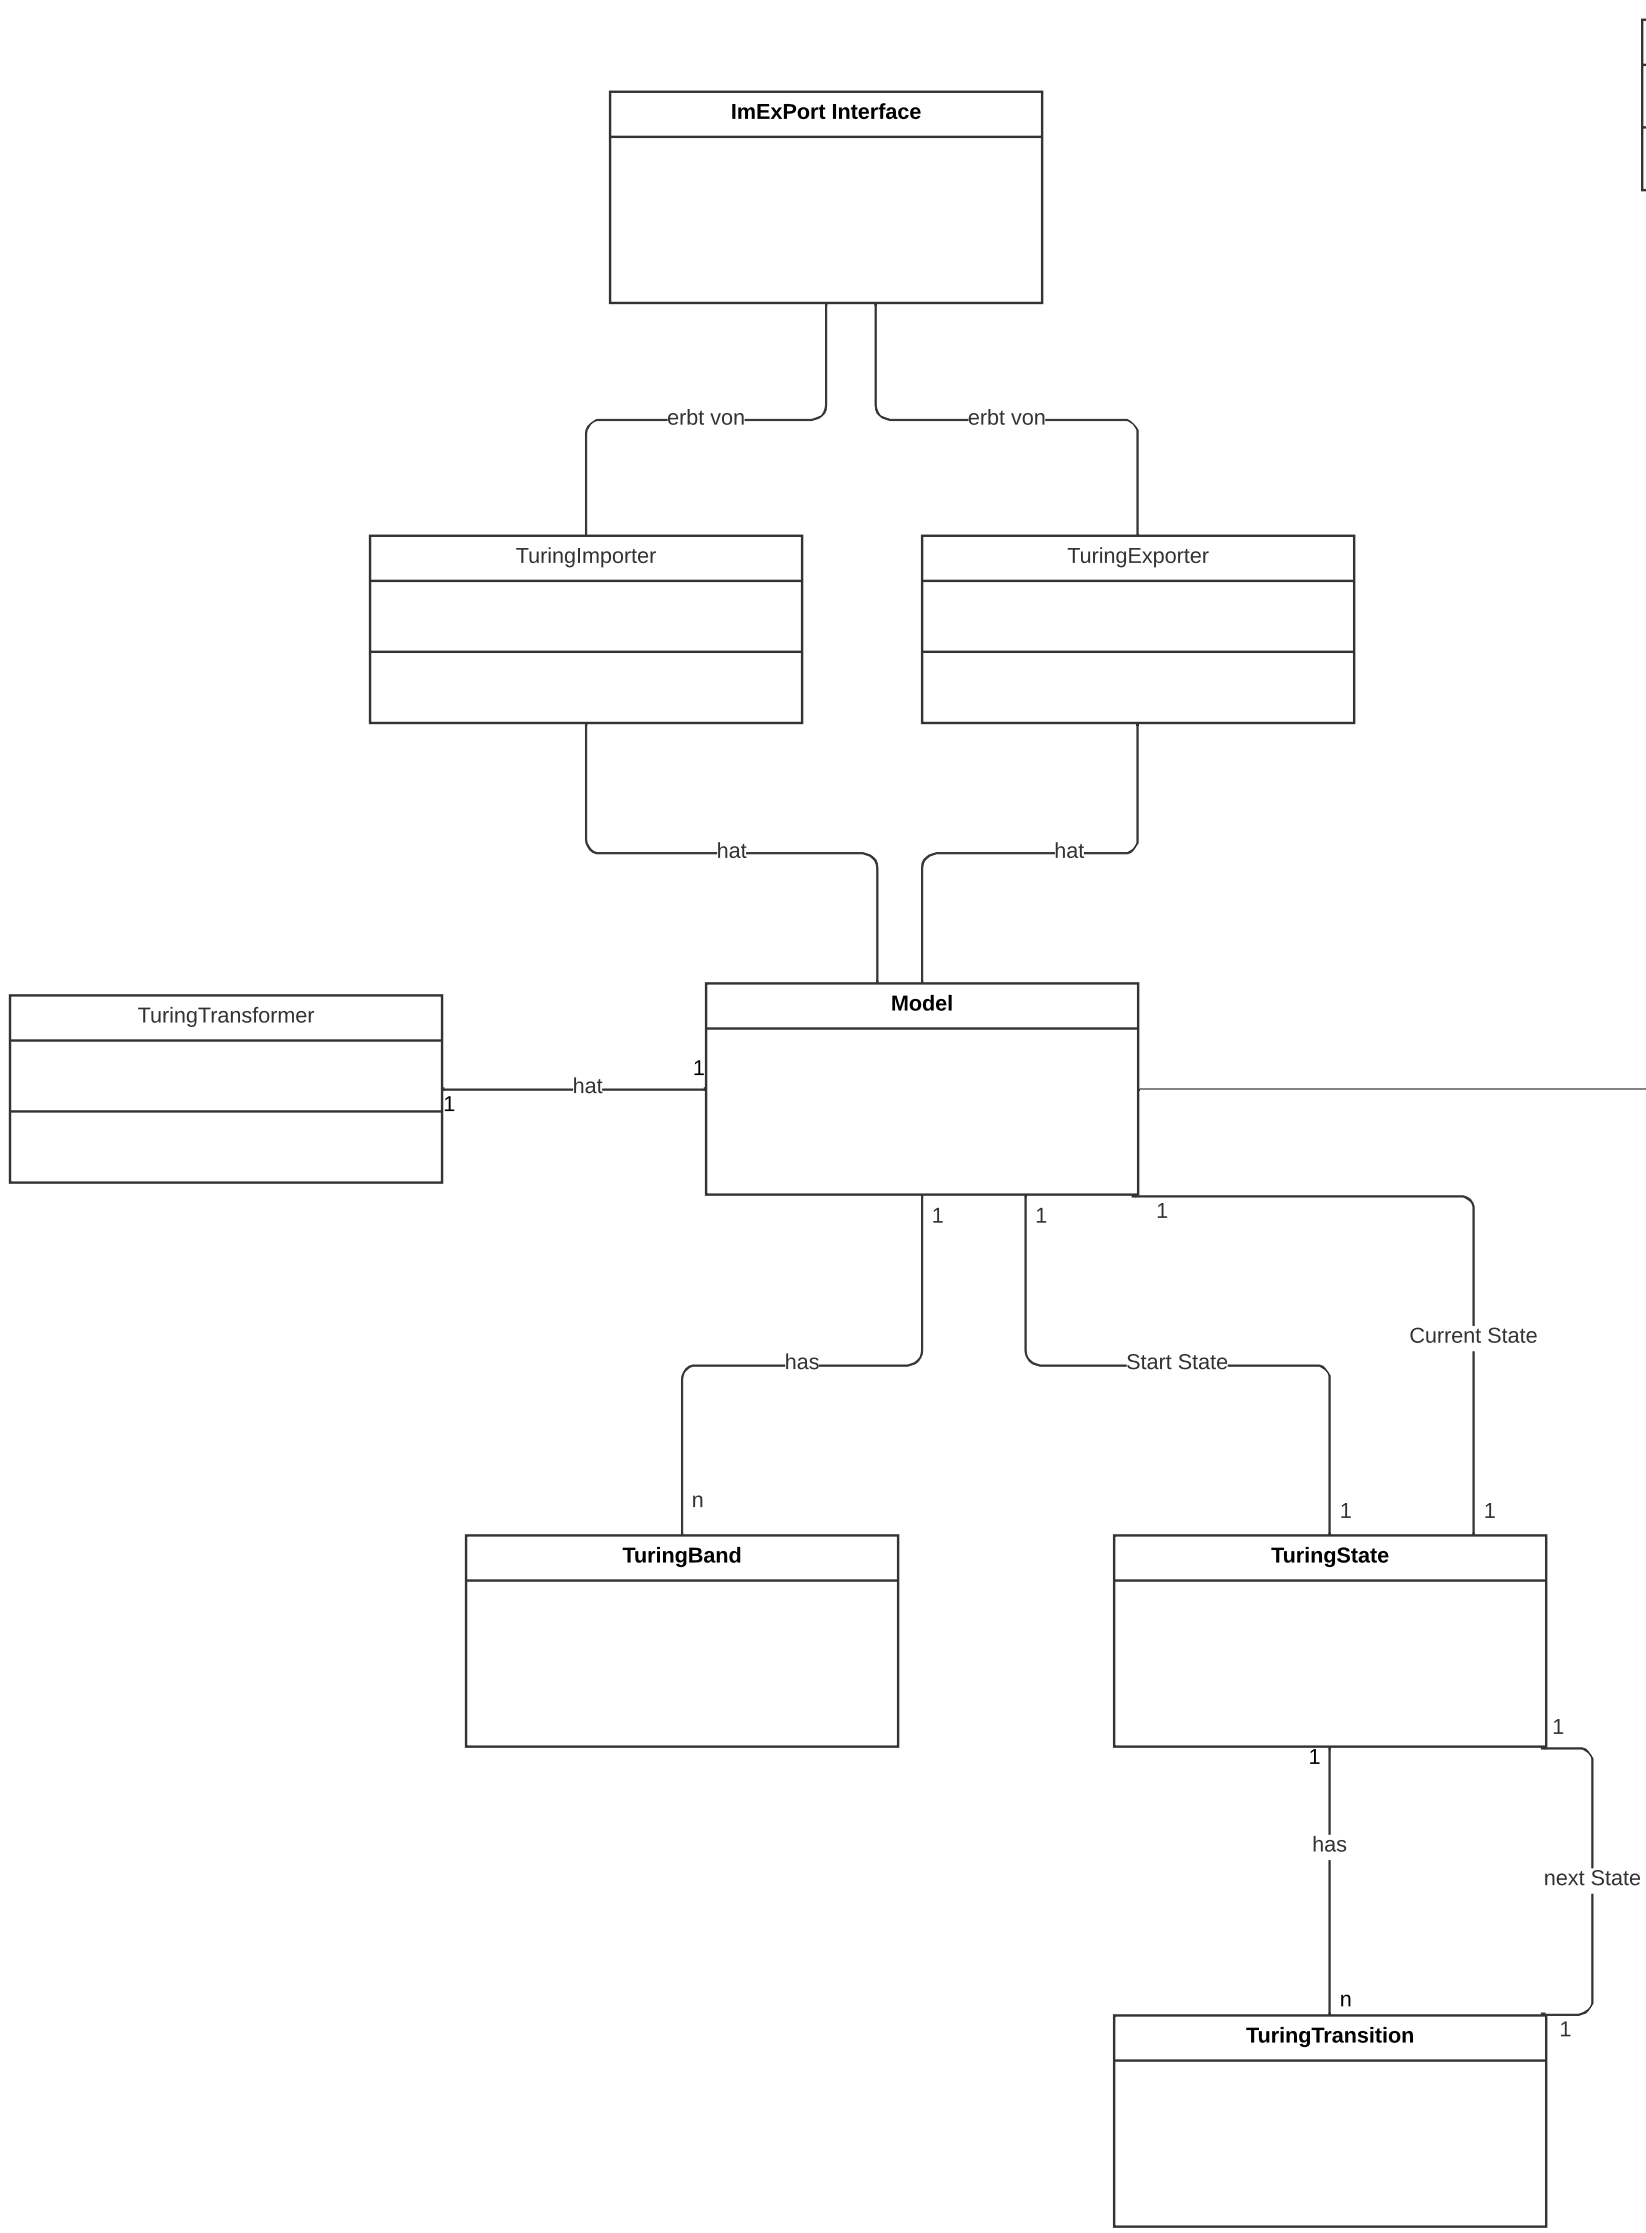 ImExPort Interface
erbt von
erbt von
TuringImporter
TuringExporter
hat
hat
TuringTransformer
Model
1
hat
1
1
1
1
Current State
has
Start State
n
1
1
TuringBand
TuringState
1
1
has
next State
n
1
TuringTransition